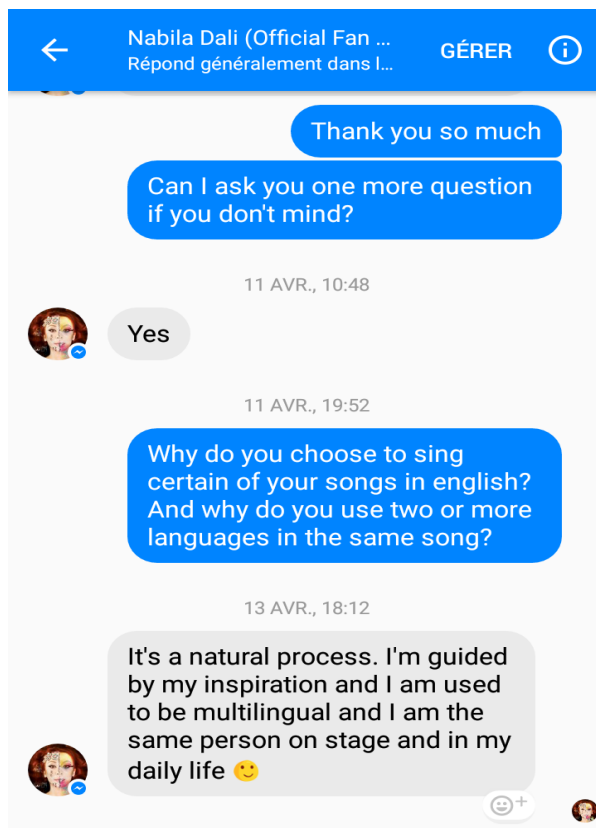 Nabila Dali (Official Fan ...
Répond généralement dans l...
GÉRER
Thank you so much
Can I ask you one more question
if you don't mind?
11 AVR., 10:48
Yes
11 AVR., 19:52
Why do you choose to sing
certain of your songs in english?
And why do you use two or more
languages in the same song?
13 AVR., 18:12
It's a natural process. I'm guided
by my inspiration and I am used
to be multilingual and I am the
same person on stage and in my
daily life 🙂